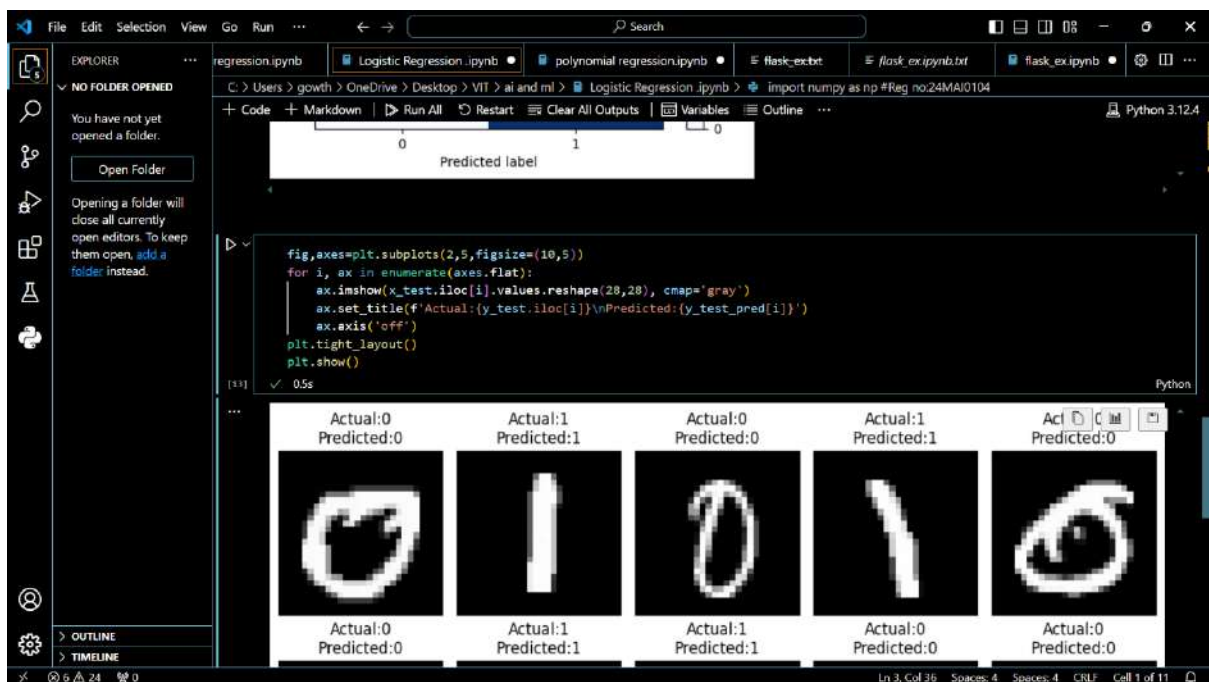 File Edit Selection View Go Run ··· Search
EXPLORER ···
regression.ipynb
Logistic Regression .ipynb
polynomial regression.ipynb
flask_ex.txt
flask_ex.ipynb.txt
flask_ex.ipynb
NO FOLDER OPENED
You have not yet
opened a folder.
Open Folder
Opening a folder will
close all currently
open editors. To keep
them open, add a
folder instead.
OUTLINE
TIMELINE
C: > Users > gowth > OneDrive > Desktop > VIT > ai and ml > Logistic Regression .ipynb > import numpy as np #Reg no:24MAI0104
+ Code + Markdown | Run All Restart Clear All Outputs | Variables Outline ··· Python 3.12.4
0 1 0
Predicted label
fig,axes=plt.subplots(2,5,figsize=(10,5))
for i, ax in enumerate(axes.flat):
    ax.imshow(x_test.iloc[i].values.reshape(28,28), cmap='gray')
    ax.set_title(f'Actual:{y_test.iloc[i]}\nPredicted:{y_test_pred[i]}')
    ax.axis('off')
plt.tight_layout()
plt.show()
[13] ✓ 0.5s Python
Actual:0 Actual:1 Actual:0 Actual:1
Predicted:0 Predicted:1 Predicted:0 Predicted:1 Predicted:0
Actual:0 Actual:1 Actual:1 Actual:0 Actual:0
Predicted:0 Predicted:1 Predicted:1 Predicted:0 Predicted:0
6 24 0 Ln 3, Col 36 Spaces: 4 Spaces: 4 CRLF Cell 1 of 11